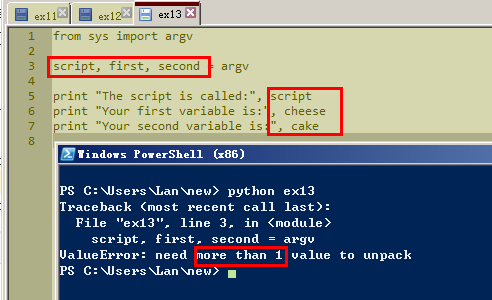 ex11 ex12 ex13
1 from sys import argv
2
3 script, first, second = argv
4
5 print "The script is called:", script
6 print "Your first variable is:", cheese
7 print "Your second variable is:", cake
8
Windows PowerShell (x86)
PS C:\Users\Lan\new> python ex13
Traceback (most recent call last):
File "ex13", line 3, in <module>
script, first, second = argv
ValueError: need more than 1 value to unpack
PS C:\Users\Lan\new>